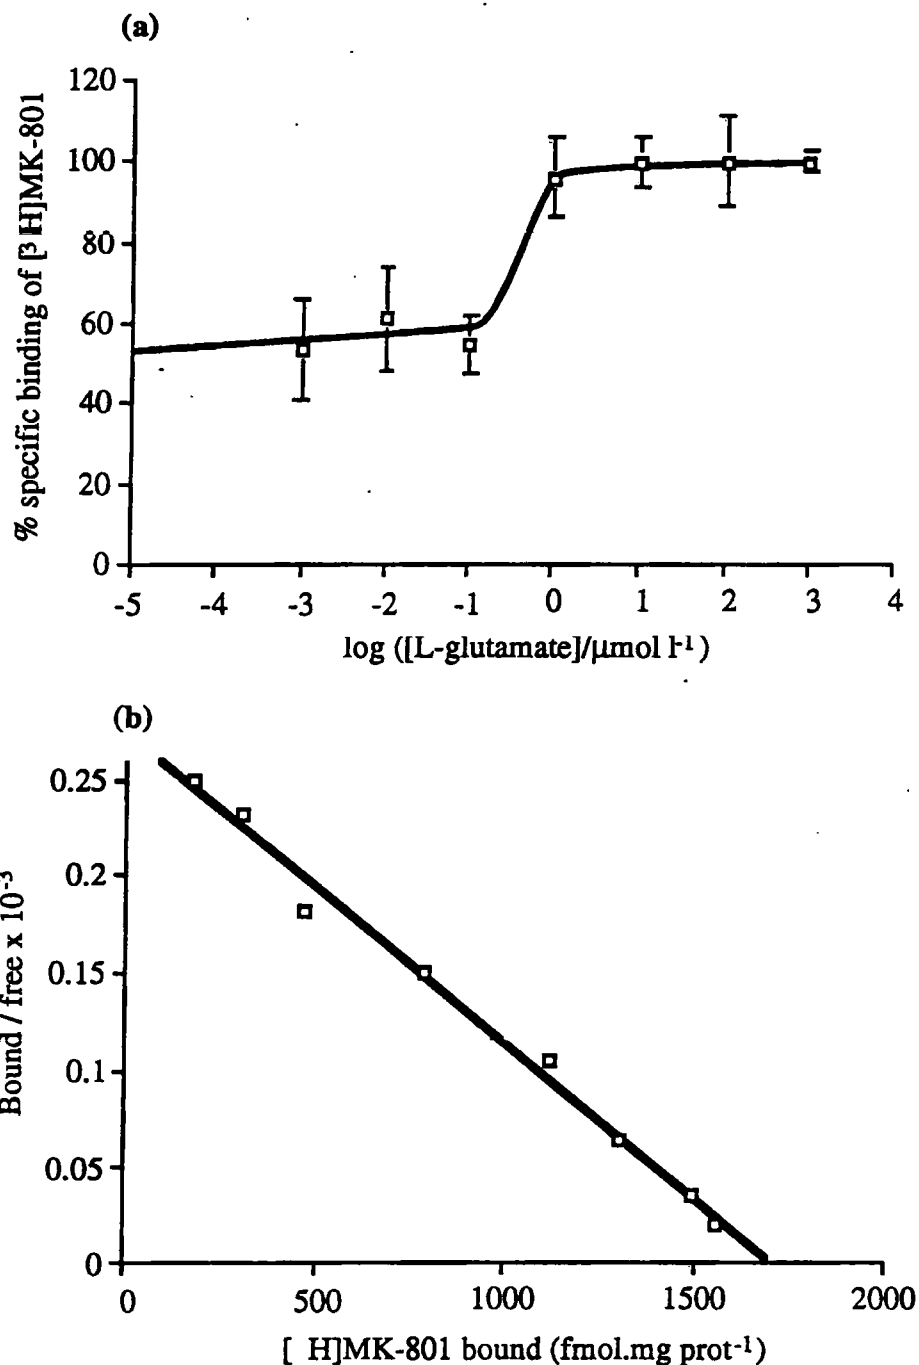 (a)
% specific binding of [³ H]MK-801
120
100
80
60
40
20
0
-5 -4 -3 -2 -1 0 1 2 3 4
log ([L-glutamate]/μmol l⁻¹)
(b)
Bound / free x 10⁻³
0.25
0.2
0.15
0.1
0.05
0
0 500 1000 1500 2000
[ H]MK-801 bound (fmol.mg prot⁻¹)